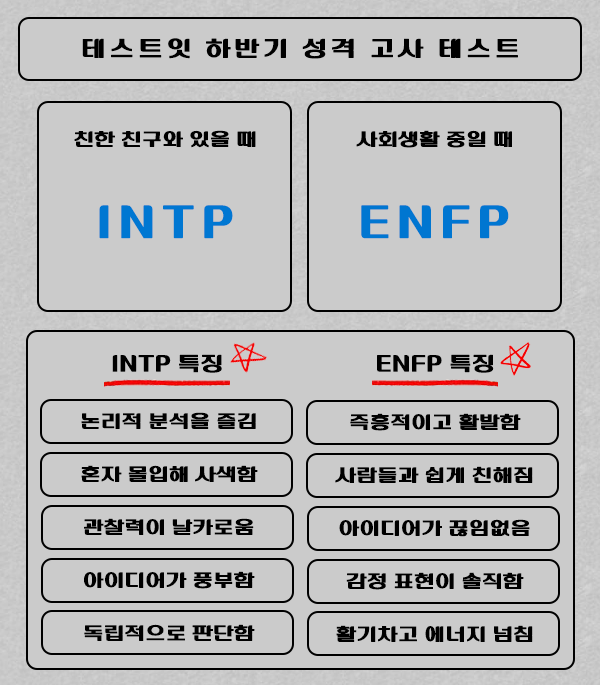 테스트잇 하반기 성격 고사 테스트
친한 친구와 있을 때
INTP
사회생활 중일 때
ENFP
INTP 특징
논리적 분석을 즐김
혼자 몰입해 사색함
관찰력이 날카로움
아이디어가 풍부함
독립적으로 판단함
ENFP 특징
즉흥적이고 활발함
사람들과 쉽게 친해짐
아이디어가 끊임없음
감정 표현이 솔직함
활기차고 에너지 넘침